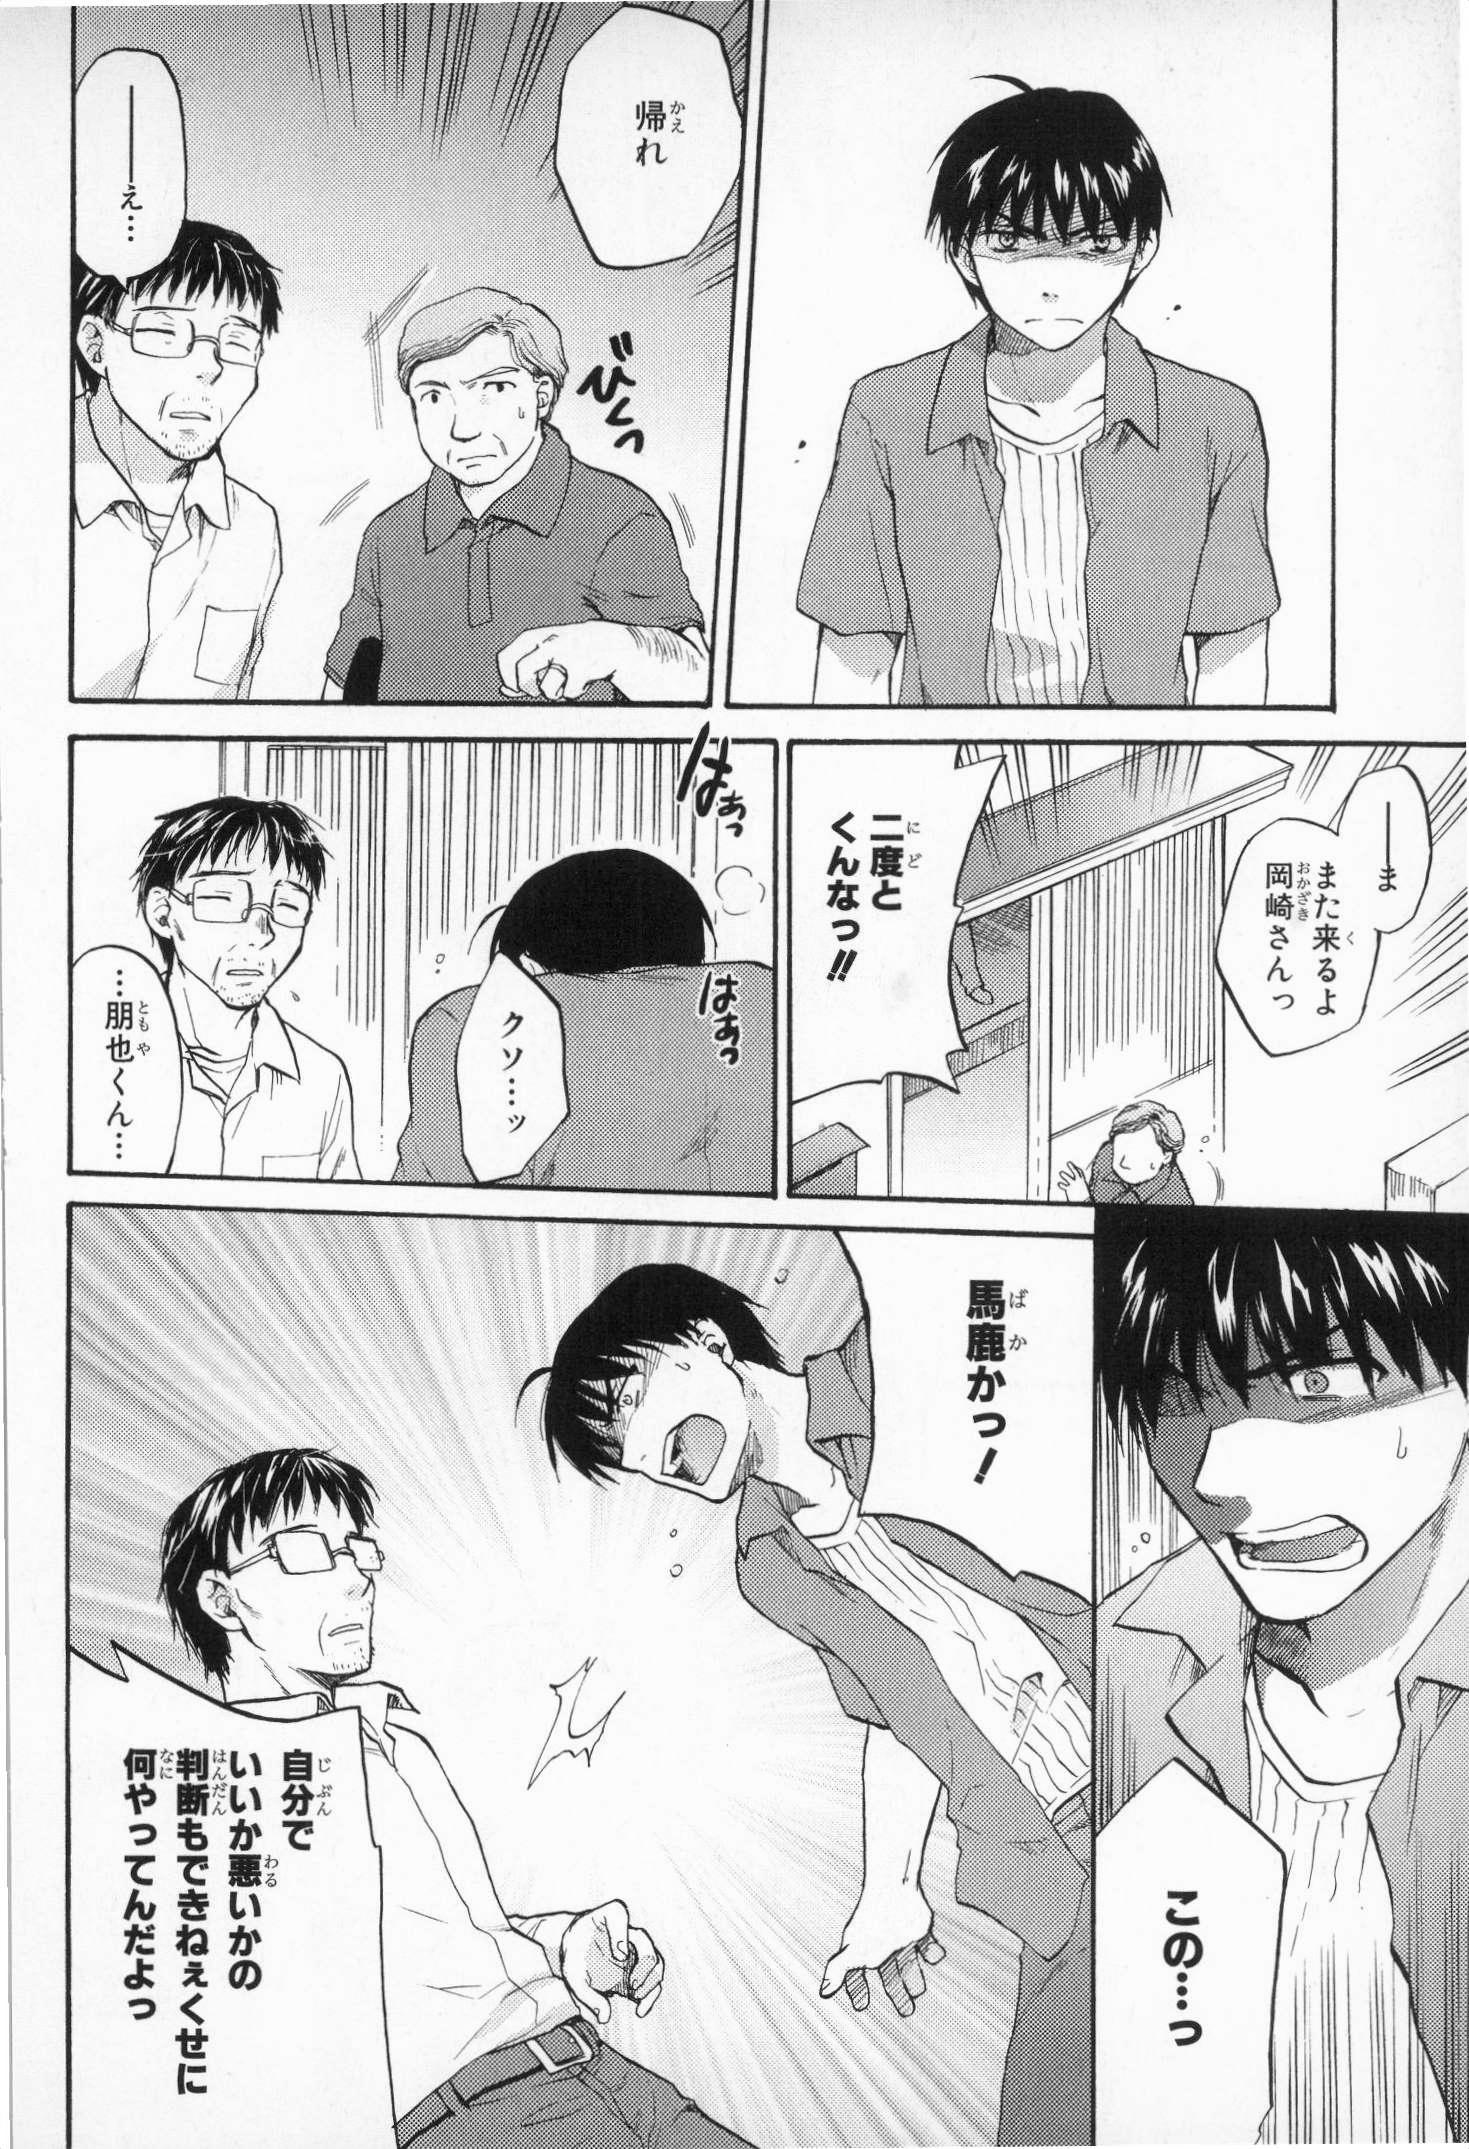 帰れ
びくっ
――え…
――ま
また来るよ
岡崎さんっ
二度と
くんなっ!!
はぁっ
はぁっ
クソ…ッ
…朋也くん…
この…っ
馬鹿かっ!
自分で
いいか悪いかの
判断もできねぇくせに
何やってんだよっ